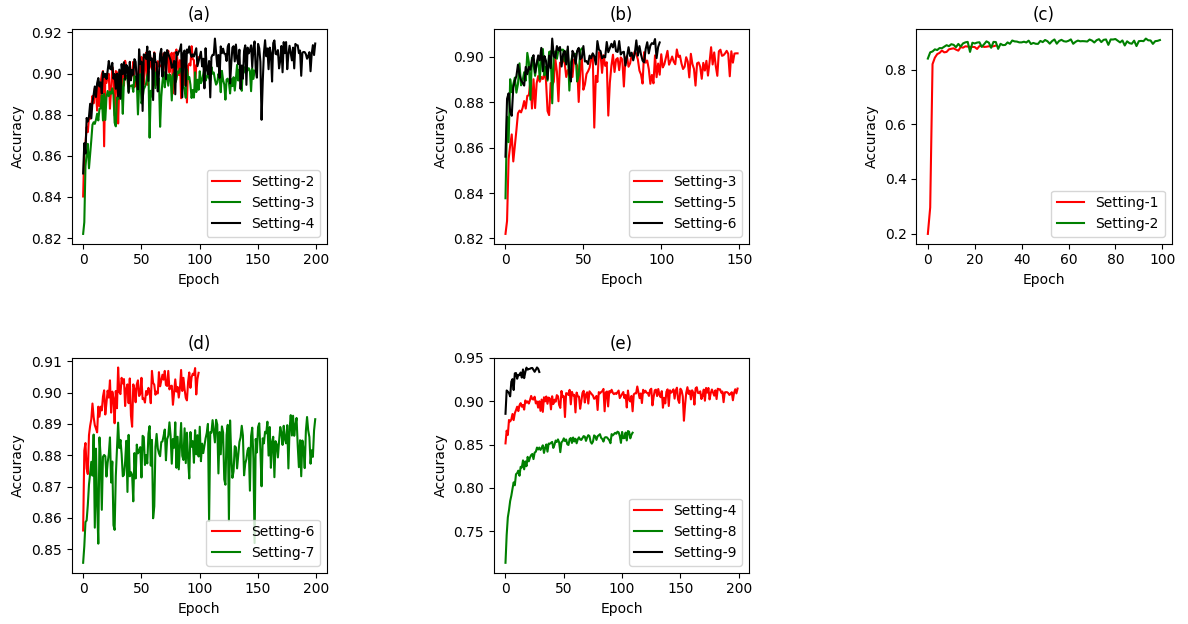 (a)
0.92
0.90
0.88
0.86
0.84
0.82
Accuracy
0 50 100 150 200
Epoch
Setting-2
Setting-3
Setting-4
(b)
0.90
0.88
0.86
0.84
0.82
Accuracy
0 50 100 150
Epoch
Setting-3
Setting-5
Setting-6
(c)
0.8
0.6
0.4
0.2
Accuracy
0 20 40 60 80 100
Epoch
Setting-1
Setting-2
(d)
0.91
0.90
0.89
0.88
0.87
0.86
0.85
Accuracy
0 50 100 150 200
Epoch
Setting-6
Setting-7
(e)
0.95
0.90
0.85
0.80
0.75
Accuracy
0 50 100 150 200
Epoch
Setting-4
Setting-8
Setting-9